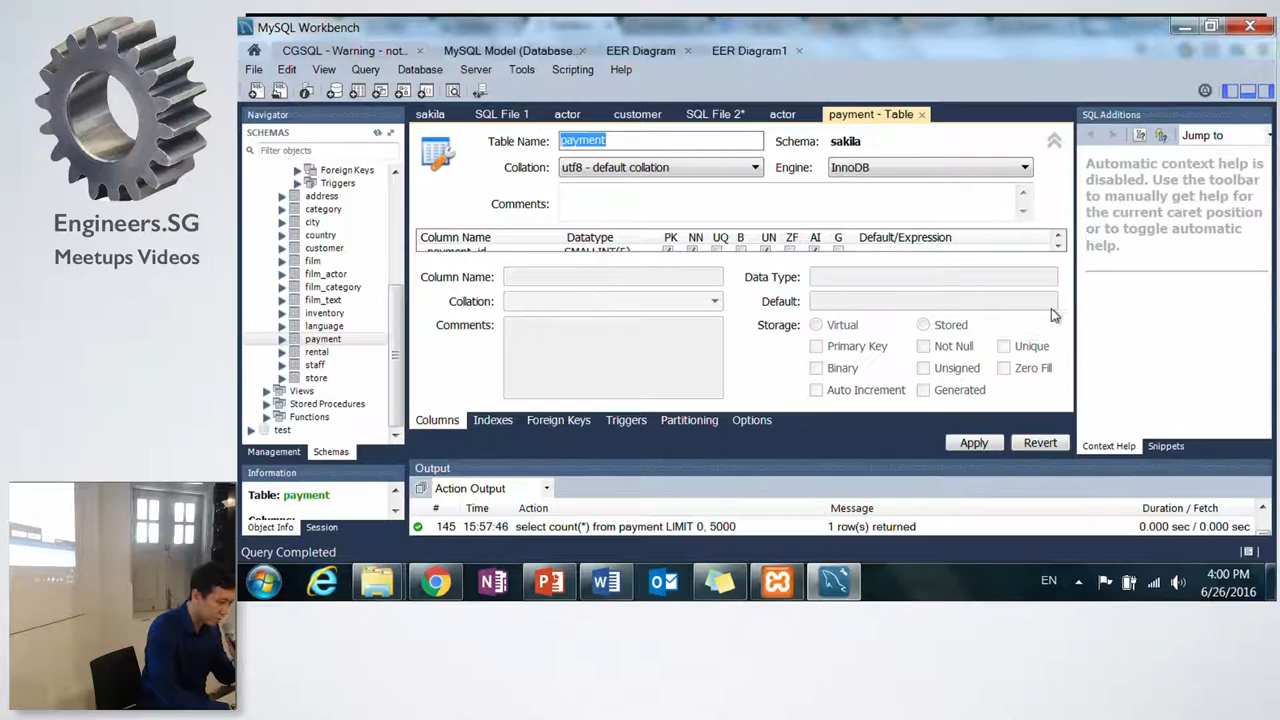 MySQL Workbench
CGSQL - Warning - not...
MySQL Model (Database...
EER Diagram
EER Diagram1
File Edit View Query Database Server Tools Scripting Help
Navigator
SCHEMAS
Filter objects
Foreign Keys
Triggers
address
category
city
country
customer
film
film_actor
film_category
film_text
inventory
language
payment
rental
staff
store
Views
Stored Procedures
Functions
test
Management Schemas
Information
Table: payment
Object Info Session
Query Completed
sakila SQL File 1 actor customer SQL File 2* actor payment - Table
Table Name: payment Schema: sakila
Collation: utf8 - default collation Engine: InnoDB
Comments:
Column Name Datatype PK NN UQ B UN ZF AI G Default/Expression
Column Name: Data Type:
Collation: Default:
Comments: Storage: Virtual Stored
Primary Key Not Null Unique
Binary Unsigned Zero Fill
Auto Increment Generated
Columns Indexes Foreign Keys Triggers Partitioning Options
Apply Revert
Output
Action Output
# Time Action Message Duration / Fetch
145 15:57:46 select count(*) from payment LIMIT 0, 5000 1 row(s) returned 0.000 sec / 0.000 sec
SQL Additions
Jump to
Automatic context help is
disabled. Use the toolbar
to manually get help for
the current caret position
or to toggle automatic
help.
Context Help Snippets
EN
4:00 PM
6/26/2016
Engineers.SG
Meetups Videos